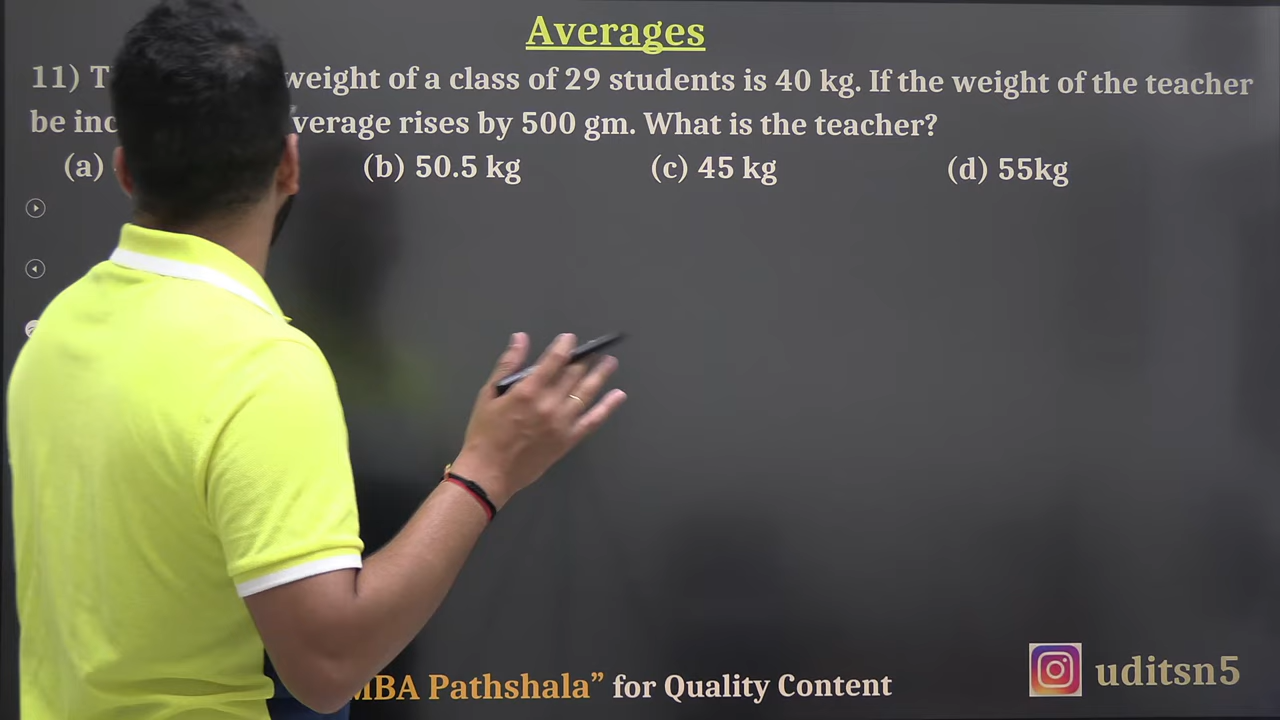 Averages
11) T weight of a class of 29 students is 40 kg. If the weight of the teacher
be inc verage rises by 500 gm. What is the teacher?
(a) (b) 50.5 kg (c) 45 kg (d) 55kg
MBA Pathshala” for Quality Content
uditsn5